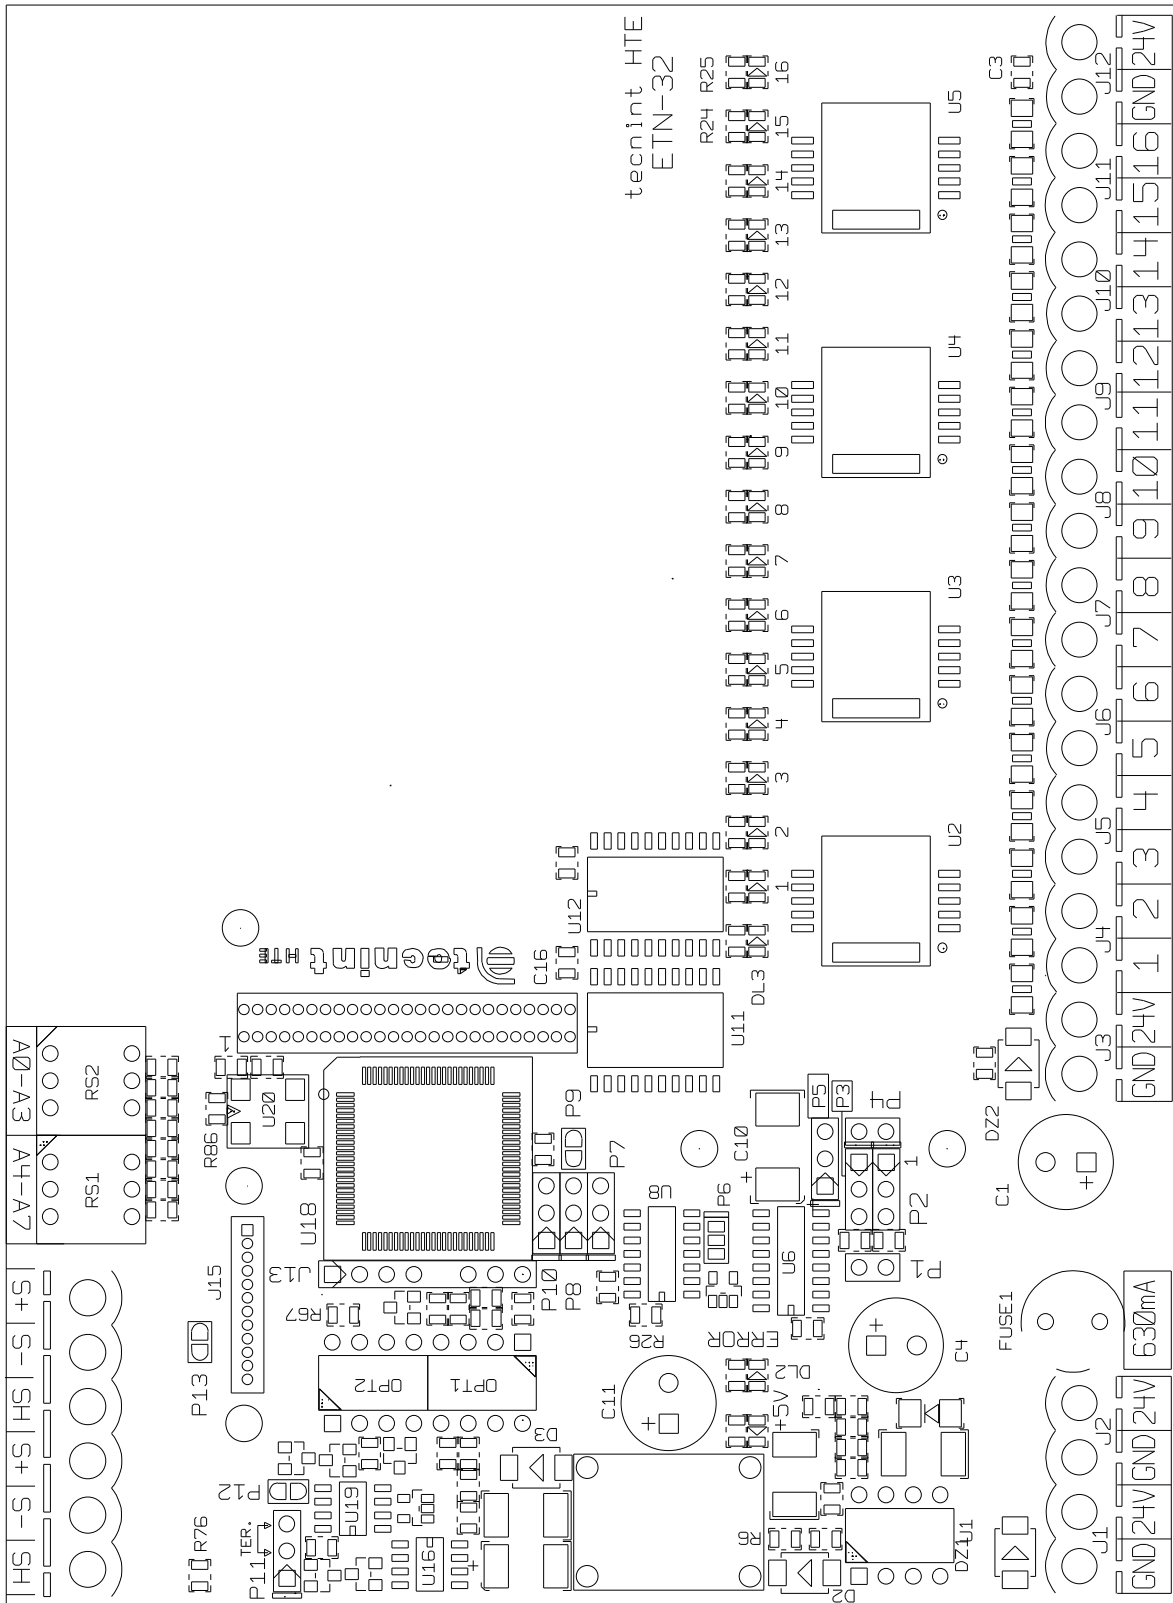 tecnint HTE
ETN-32
R24 R25
16
15
14
13
12
11
10
9
8
7
6
5
4
3
2
1
DL3
U5
U4
U3
U2
C3
J12
J11
J10
J9
J8
J7
J6
J5
J4
J3
24V
GND
16
15
14
13
12
11
10
9
8
7
6
5
4
3
2
1
24V
GND
U12
C16
U11
tecnint HTE
1
A0-A3
RS2
A4-A7
RS1
R86
U20
U18
P9
P7
P10
P8
J13
J15
R67
OPT2
OPT1
P13
P12
P11
TER.
R76
S+
S-
SH
S+
S-
SH
U19
U16
D3
C11
R26
U8
P6
C10
U6
P5
P3
P4
1
P2
P1
ERROR
DL2
+5V
C4
R6
D2
DZ1
U1
DZ2
C1
FUSE1
630mA
J2
J1
24V
GND
24V
GND